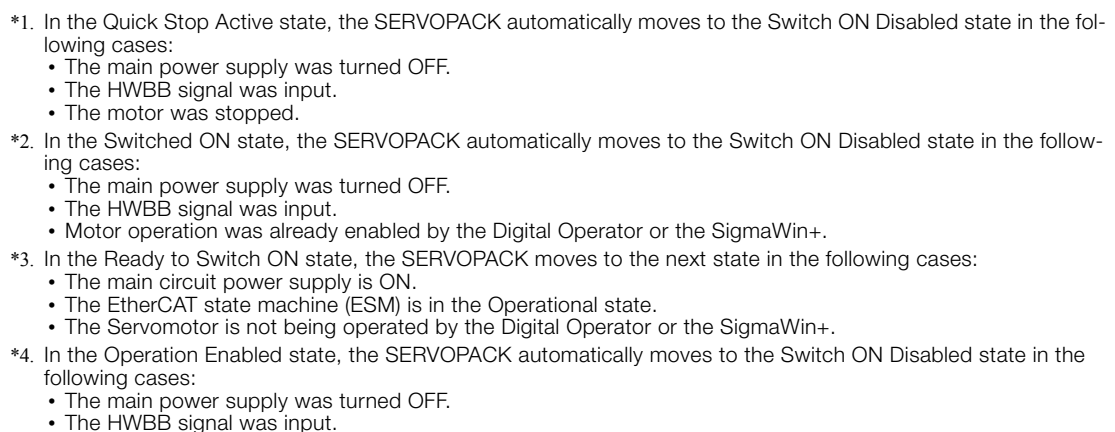 *1. In the Quick Stop Active state, the SERVOPACK automatically moves to the Switch ON Disabled state in the fol-
lowing cases:
• The main power supply was turned OFF.
• The HWBB signal was input.
• The motor was stopped.
*2. In the Switched ON state, the SERVOPACK automatically moves to the Switch ON Disabled state in the follow-
ing cases:
• The main power supply was turned OFF.
• The HWBB signal was input.
• Motor operation was already enabled by the Digital Operator or the SigmaWin+.
*3. In the Ready to Switch ON state, the SERVOPACK moves to the next state in the following cases:
• The main circuit power supply is ON.
• The EtherCAT state machine (ESM) is in the Operational state.
• The Servomotor is not being operated by the Digital Operator or the SigmaWin+.
*4. In the Operation Enabled state, the SERVOPACK automatically moves to the Switch ON Disabled state in the
following cases:
• The main power supply was turned OFF.
• The HWBB signal was input.